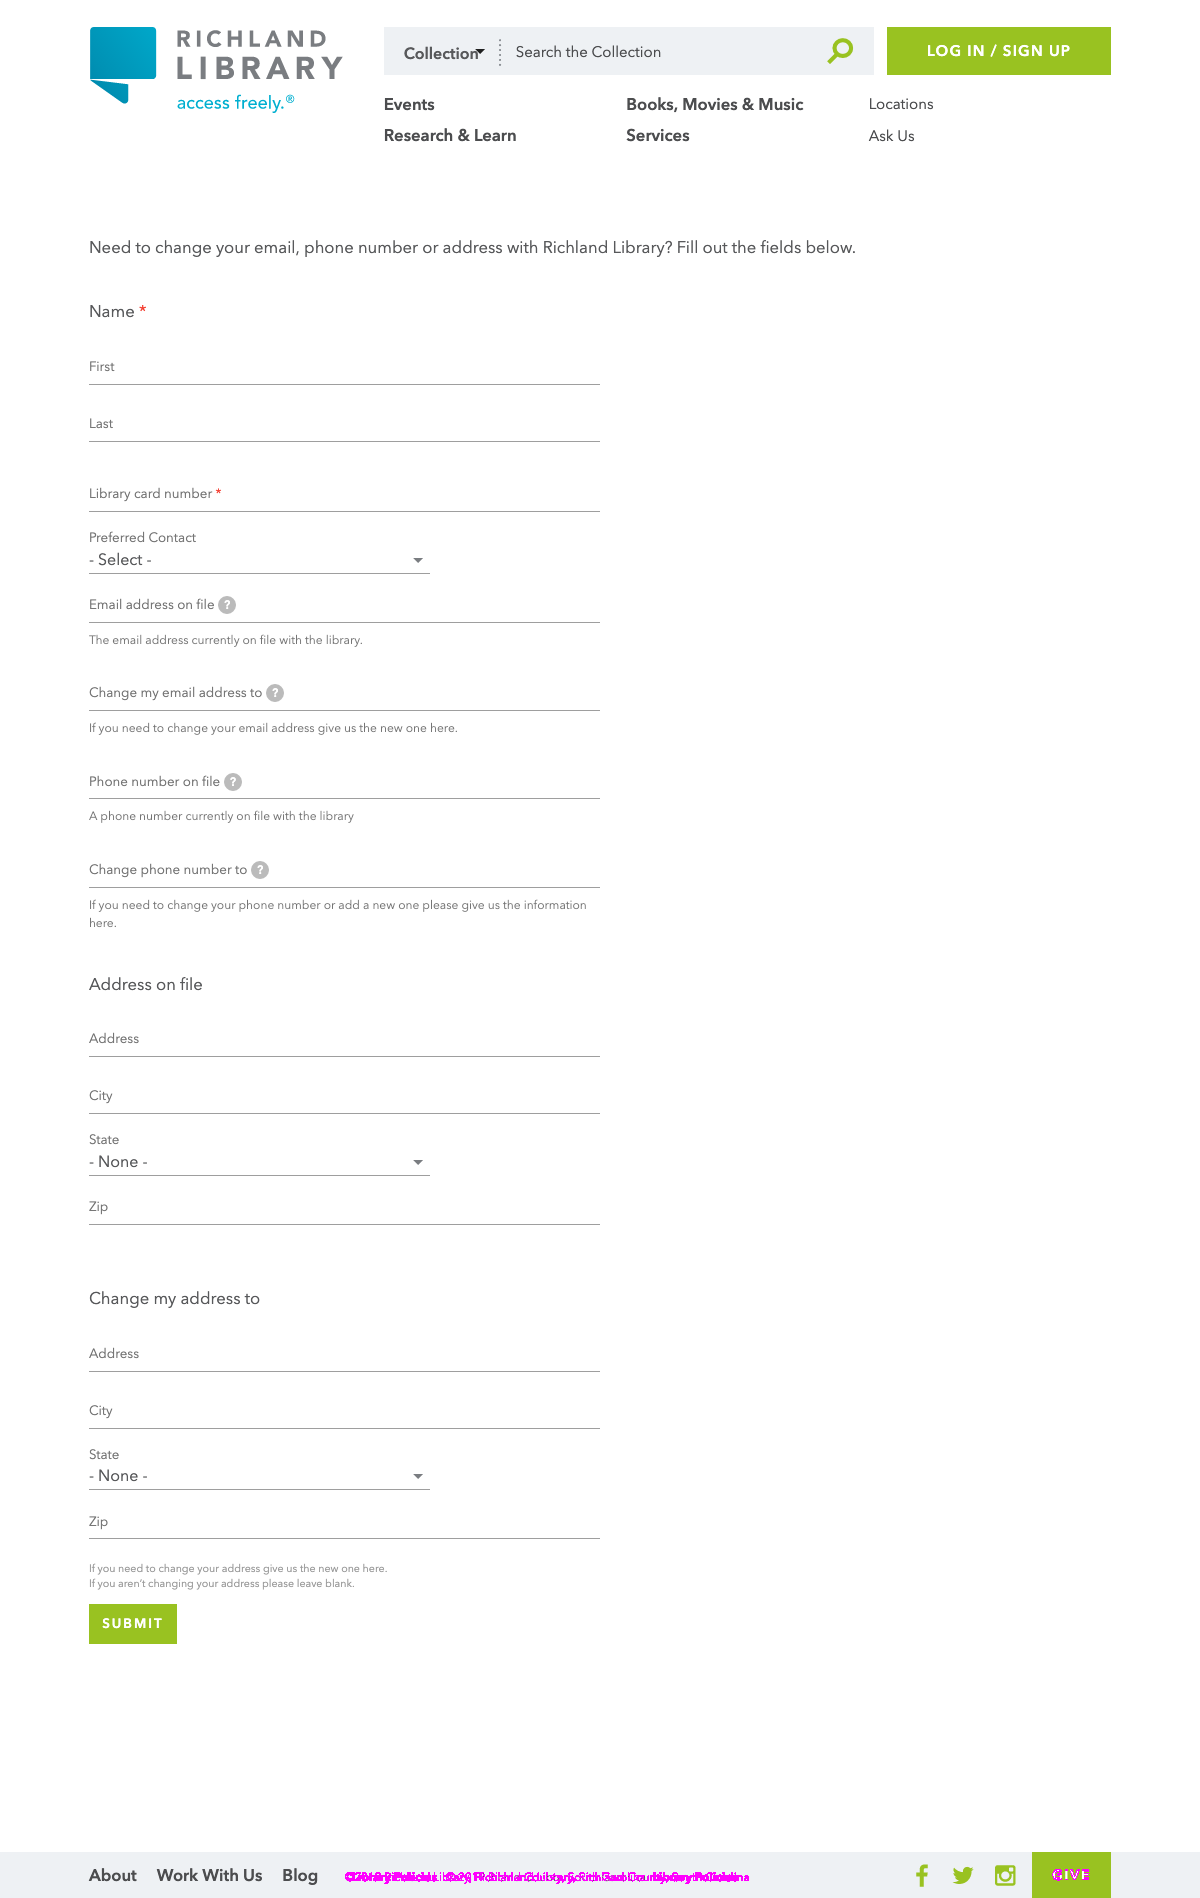 RICHLAND
LIBRARY
access freely.®
Collection
Search the Collection
LOG IN / SIGN UP
Events
Books, Movies & Music
Locations
Research & Learn
Services
Ask Us
Need to change your email, phone number or address with Richland Library? Fill out the fields below.
Name *
First
Last
Library card number *
Preferred Contact
- Select -
Email address on file ?
The email address currently on file with the library.
Change my email address to ?
If you need to change your email address give us the new one here.
Phone number on file ?
A phone number currently on file with the library
Change phone number to ?
If you need to change your phone number or add a new one please give us the information
here.
Address on file
Address
City
State
- None -
Zip
Change my address to
Address
City
State
- None -
Zip
If you need to change your address give us the new one here.
If you aren't changing your address please leave blank.
SUBMIT
About Work With Us Blog
GIVE